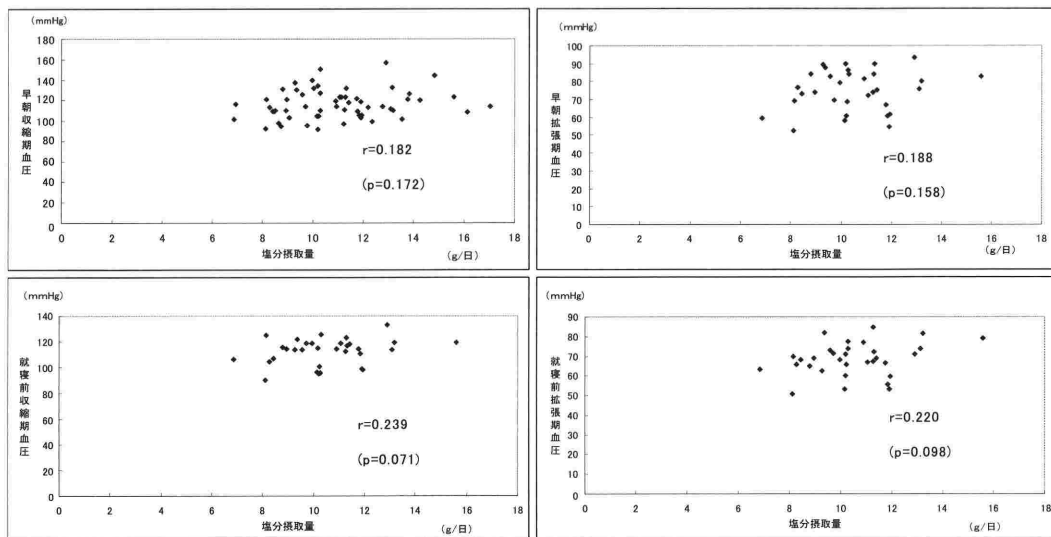 (mmHg)
180
160
140
120
100
80
60
40
20
0
早朝収縮期血圧
r=0.182
(p=0.172)
0 2 4 6 8 10 12 14 16 18
塩分摂取量
(g/日)
(mmHg)
100
90
80
70
60
50
40
30
20
10
0
早朝拡張期血圧
r=0.188
(p=0.158)
0 2 4 6 8 10 12 14 16 18
塩分摂取量
(g/日)
(mmHg)
140
120
100
80
60
40
20
0
就寝前収縮期血圧
r=0.239
(p=0.071)
0 2 4 6 8 10 12 14 16 18
塩分摂取量
(g/日)
(mmHg)
90
80
70
60
50
40
30
20
10
0
就寝前拡張期血圧
r=0.220
(p=0.098)
0 2 4 6 8 10 12 14 16 18
塩分摂取量
(g/日)